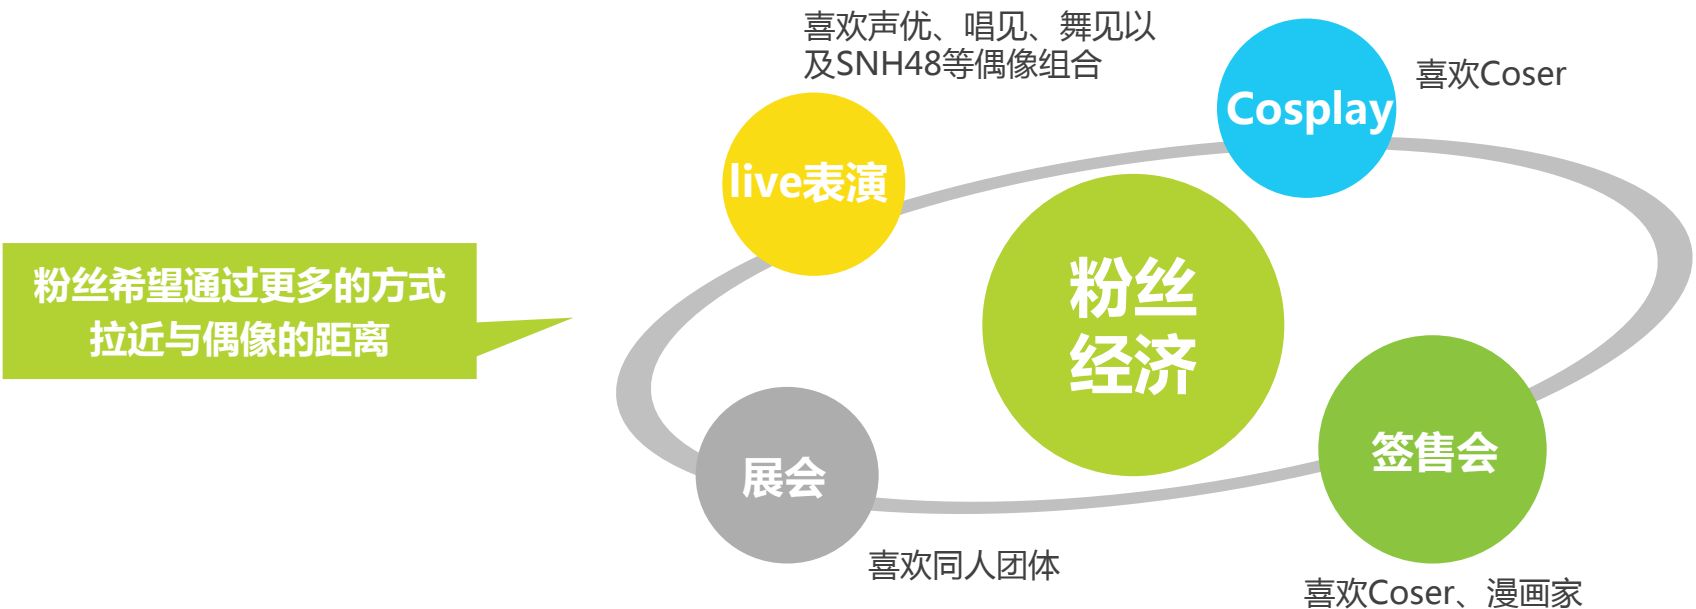 喜欢声优、唱见、舞见以
及SNH48等偶像组合
喜欢Coser
Cosplay
live表演
粉丝
经济
粉丝希望通过更多的方式
拉近与偶像的距离
签售会
展会
喜欢同人团体
喜欢Coser、漫画家